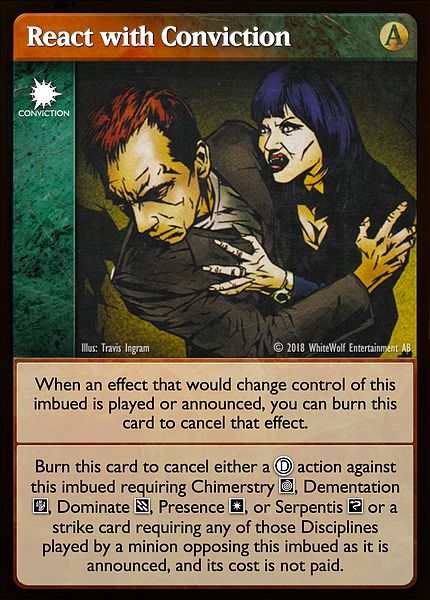 React with Conviction
A
CONVICTION
Illus: Travis Ingram
© 2018 WhiteWolf Entertainment AB
When an effect that would change control of this
imbued is played or announced, you can burn this
card to cancel that effect.
Burn this card to cancel either a D action against
this imbued requiring Chimerstry, Dementation
, Dominate, Presence, or Serpentis or a
strike card requiring any of those Disciplines
played by a minion opposing this imbued as it is
announced, and its cost is not paid.